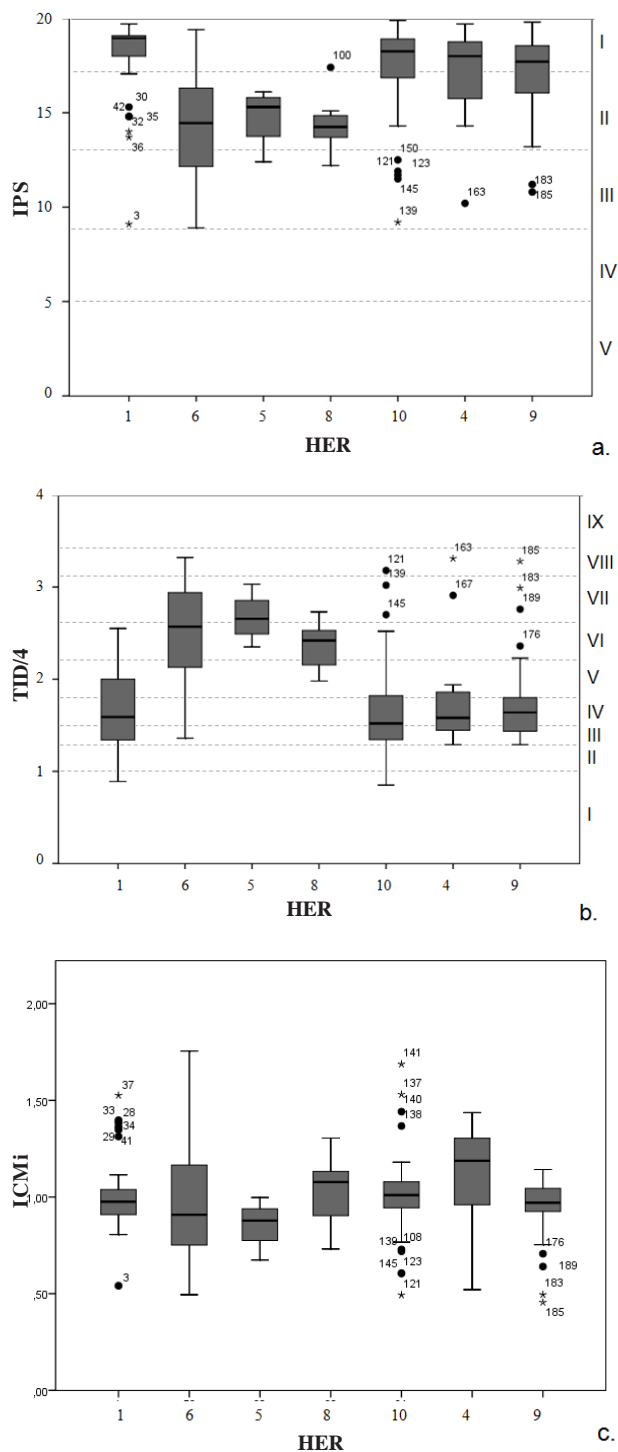 20
15
10
5
0
IPS
I
II
III
IV
V
30
42
32 35
36
3
100
150
121 123
145
139
163
183
185
1 6 5 8 10 4 9
HER
a.
4
3
2
1
0
TID/4
IX
VIII
VII
VI
V
IV
III
II
I
121
139
145
163
167
185
183
189
176
1 6 5 8 10 4 9
HER
b.
2,00
1,50
1,00
,50
,00
ICMi
37
33 28
34
29 41
3
141
137
140
138
139 108
145 123
121
176
189
183
185
1 6 5 8 10 4 9
HER
c.